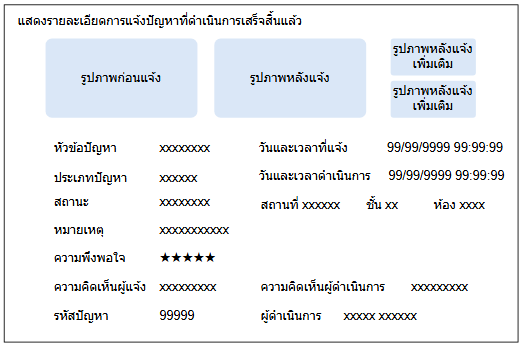 แสดงรายละเอียดการแจ้งปัญหาที่ดำเนินการเสร็จสิ้นแล้ว
รูปภาพก่อนแจ้ง
รูปภาพหลังแจ้ง
รูปภาพหลังแจ้ง
เพิ่มเติม
รูปภาพหลังแจ้ง
เพิ่มเติม
หัวข้อปัญหา xxxxxxxx วันและเวลาที่แจ้ง 99/99/9999 99:99:99
ประเภทปัญหา xxxxxx วันและเวลาดำเนินการ 99/99/9999 99:99:99
สถานะ xxxxxxxx สถานที่ xxxxxx ชั้น xx ห้อง xxxx
หมายเหตุ xxxxxxxxxxx
ความพึงพอใจ ★★★★★
ความคิดเห็นผู้แจ้ง xxxxxxxxx ความคิดเห็นผู้ดำเนินการ xxxxxxxxx
รหัสปัญหา 99999 ผู้ดำเนินการ xxxxx xxxxxx